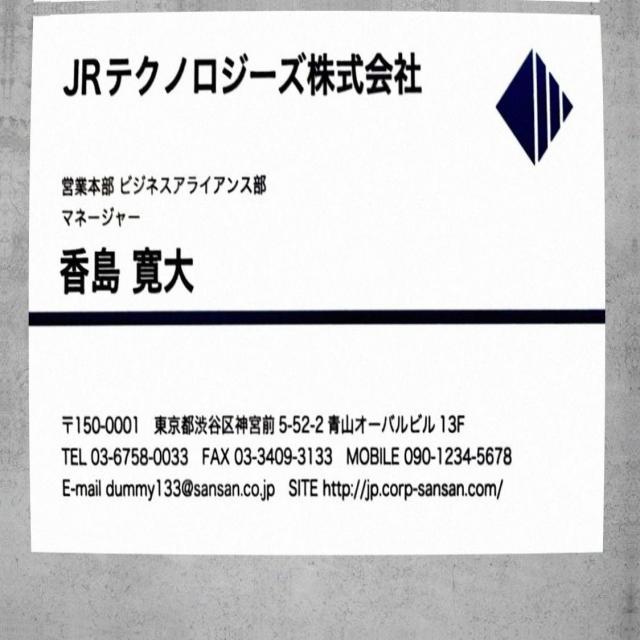 JRテクノロジーズ株式会社
営業本部 ビジネスアライアンス部
マネージャー
香島 寛大
〒150-0001 東京都渋谷区神宮前 5-52-2 青山オーバルビル 13F
TEL 03-6758-0033 FAX 03-3409-3133 MOBILE 090-1234-5678
E-mail dummy133@sansan.co.jp SITE http://jp.corp-sansan.com/